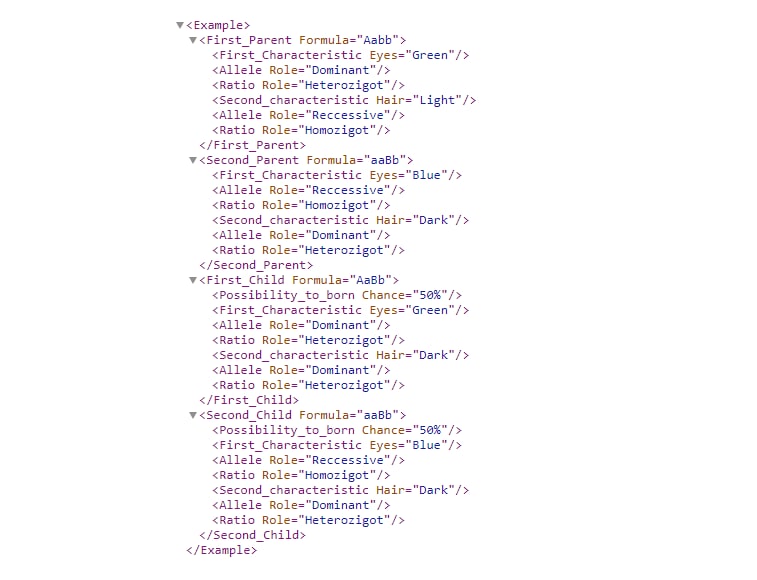 <Example>
<First_Parent Formula="Aabb">
<First_Characteristic Eyes="Green"/>
<Allele Role="Dominant"/>
<Ratio Role="Heterozigot"/>
<Second_characteristic Hair="Light"/>
<Allele Role="Reccessive"/>
<Ratio Role="Homozigot"/>
</First_Parent>
<Second_Parent Formula="aaBb">
<First_Characteristic Eyes="Blue"/>
<Allele Role="Reccessive"/>
<Ratio Role="Homozigot"/>
<Second_characteristic Hair="Dark"/>
<Allele Role="Dominant"/>
<Ratio Role="Heterozigot"/>
</Second_Parent>
<First_Child Formula="AaBb">
<Possibility_to_born Chance="50%"/>
<First_Characteristic Eyes="Green"/>
<Allele Role="Dominant"/>
<Ratio Role="Heterozigot"/>
<Second_characteristic Hair="Dark"/>
<Allele Role="Dominant"/>
<Ratio Role="Heterozigot"/>
</First_Child>
<Second_Child Formula="aaBb">
<Possibility_to_born Chance="50%"/>
<First_Characteristic Eyes="Blue"/>
<Allele Role="Reccessive"/>
<Ratio Role="Homozigot"/>
<Second_characteristic Hair="Dark"/>
<Allele Role="Dominant"/>
<Ratio Role="Heterozigot"/>
</Second_Child>
</Example>